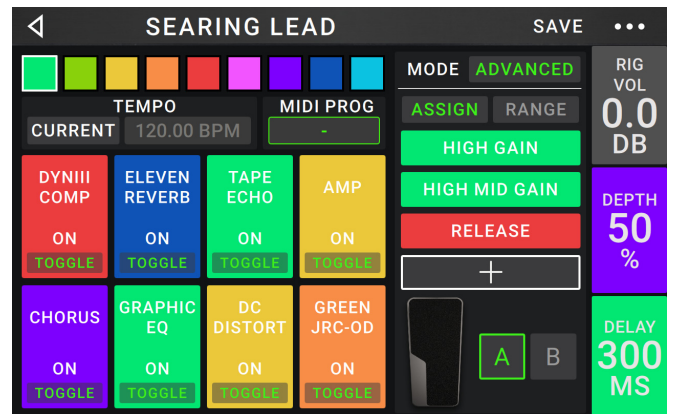 SEARING LEAD
SAVE
TEMPO
CURRENT 120.00 BPM
MIDI PROG
-
DYNIII
COMP
ON
TOGGLE
ELEVEN
REVERB
ON
TOGGLE
TAPE
ECHO
ON
TOGGLE
AMP
ON
TOGGLE
CHORUS
ON
TOGGLE
GRAPHIC
EQ
ON
TOGGLE
DC
DISTORT
ON
TOGGLE
GREEN
JRC-OD
ON
TOGGLE
MODE ADVANCED
ASSIGN RANGE
HIGH GAIN
HIGH MID GAIN
RELEASE
+
A B
RIG
VOL
0.0
DB
DEPTH
50
%
DELAY
300
MS